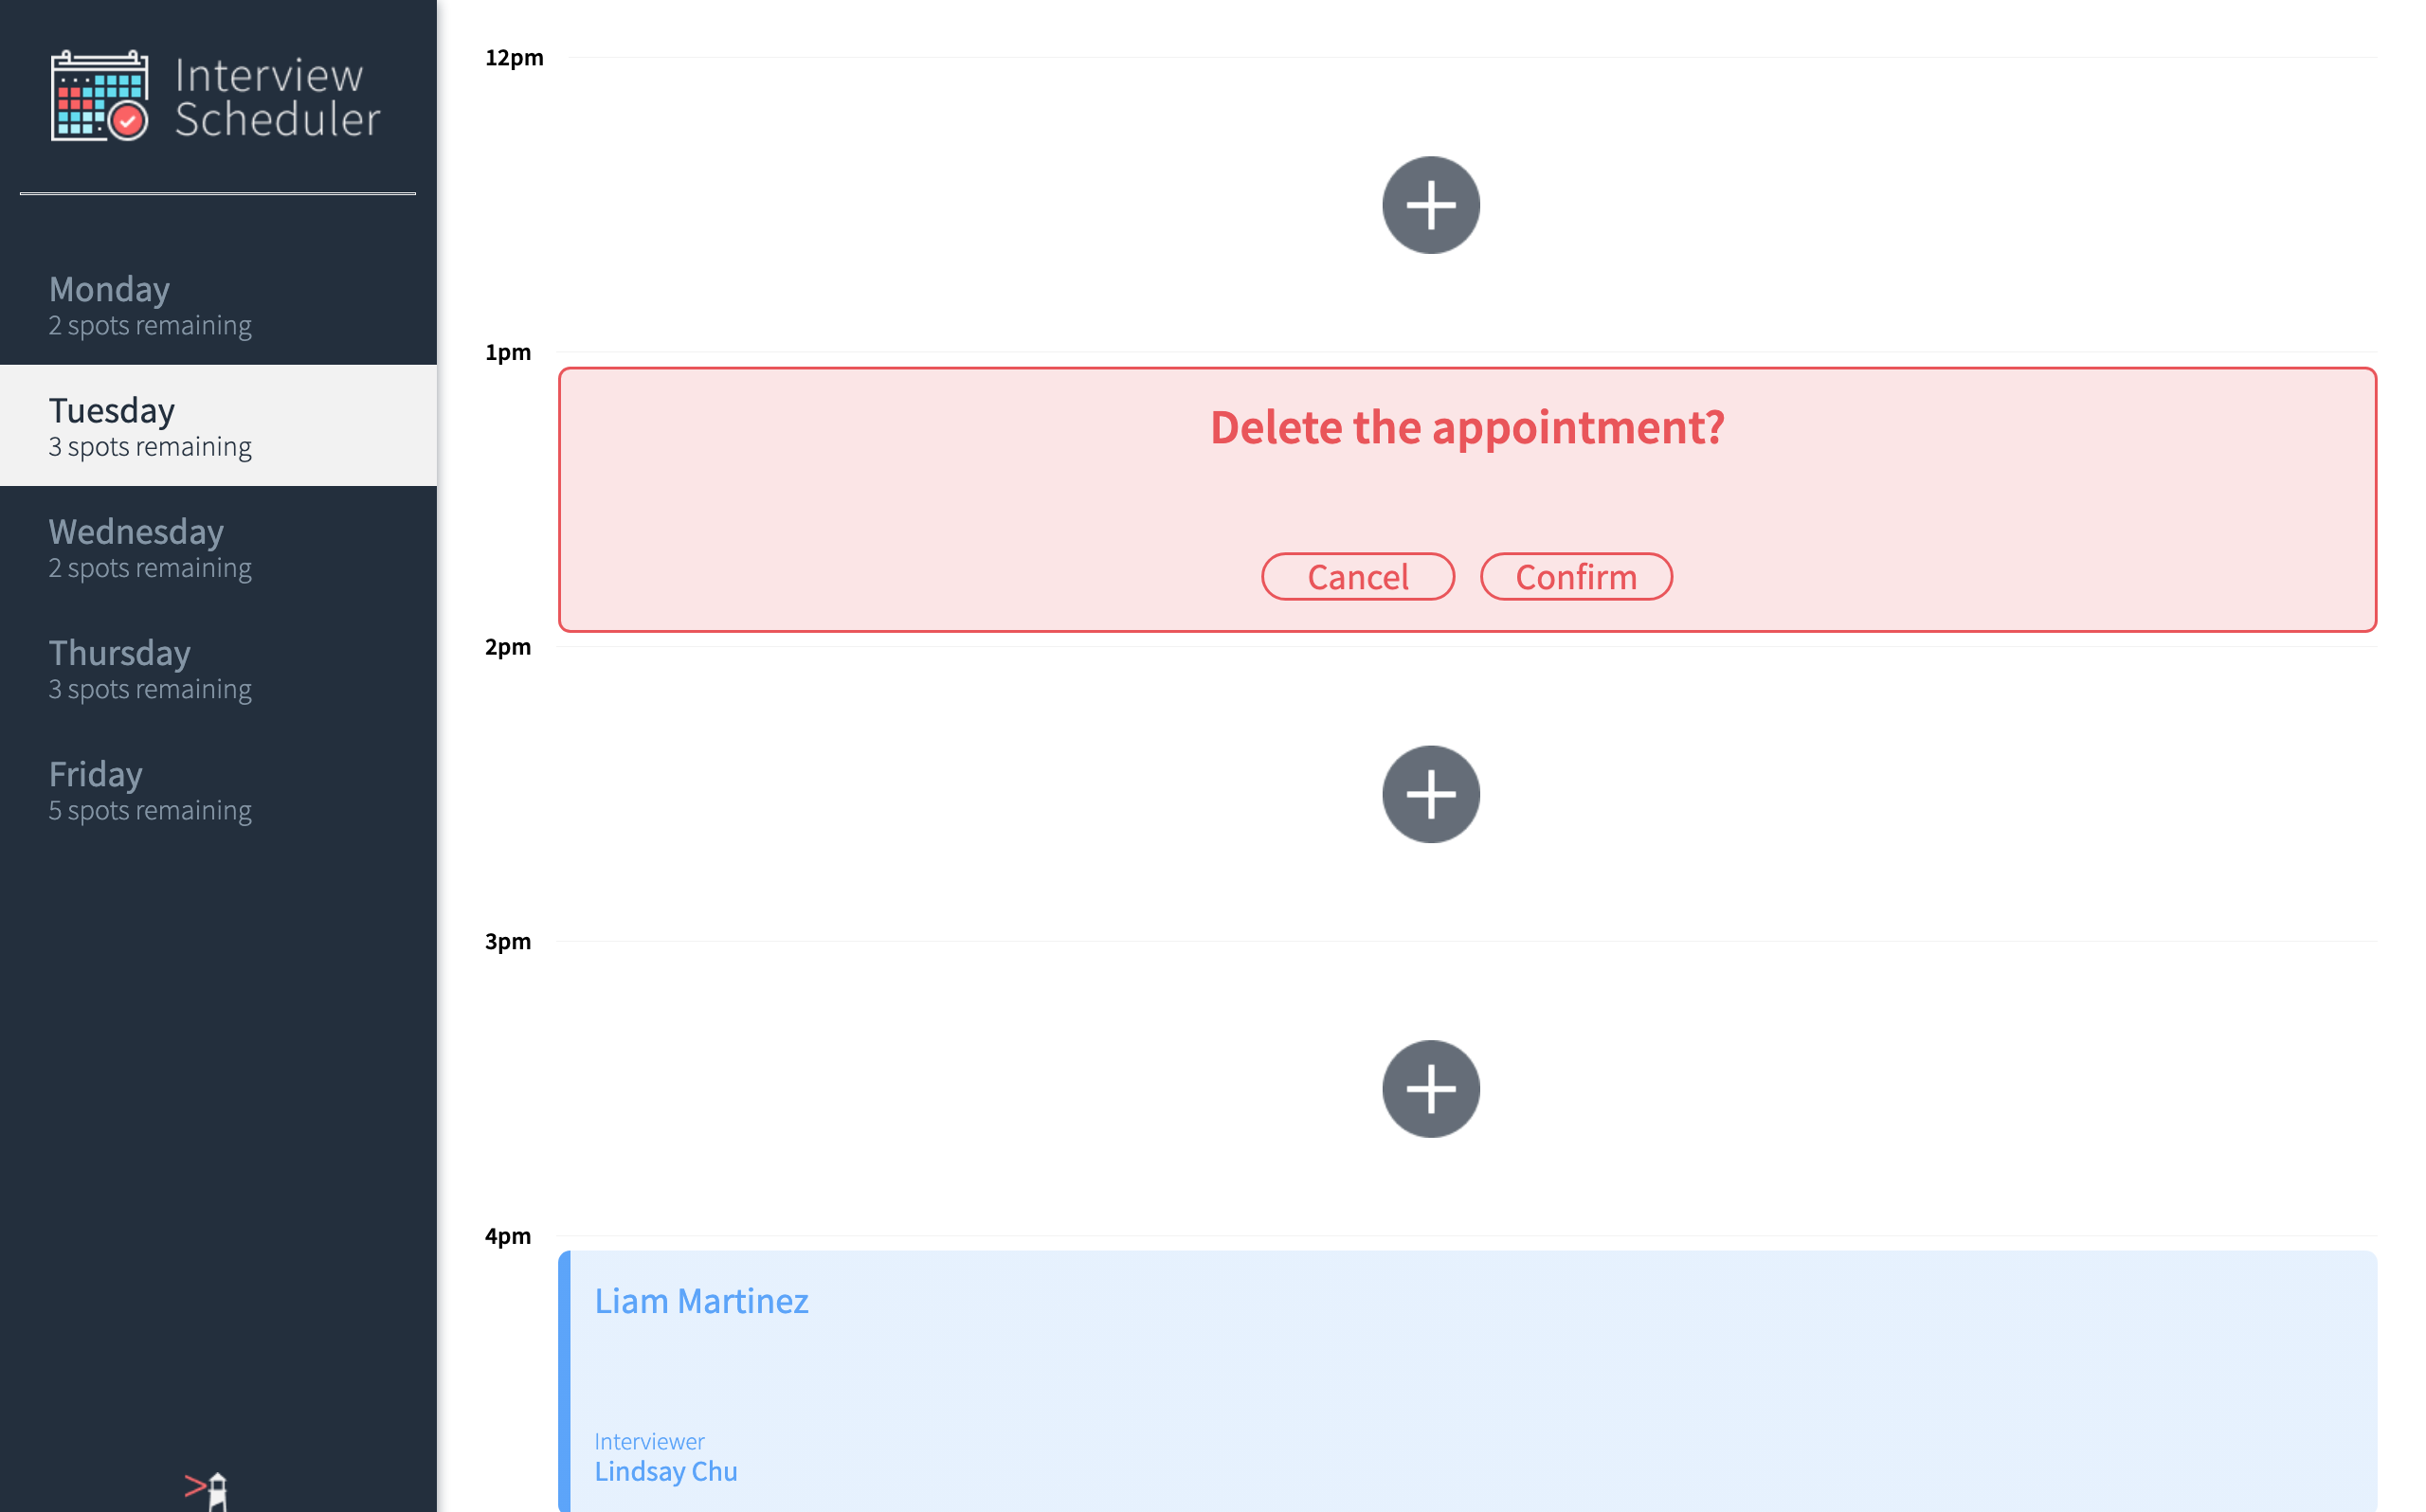 Interview
Scheduler
Monday
2 spots remaining
Tuesday
3 spots remaining
Wednesday
2 spots remaining
Thursday
3 spots remaining
Friday
5 spots remaining
12pm
1pm
Delete the appointment?
Cancel Confirm
2pm
3pm
4pm
Liam Martinez
Interviewer
Lindsay Chu